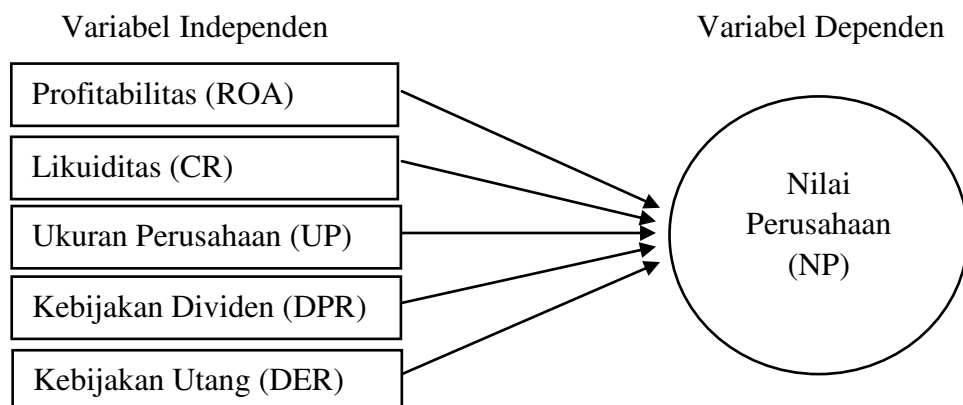 Variabel Independen
Variabel Dependen
Profitabilitas (ROA)
Likuiditas (CR)
Ukuran Perusahaan (UP)
Kebijakan Dividen (DPR)
Kebijakan Utang (DER)
Nilai
Perusahaan
(NP)